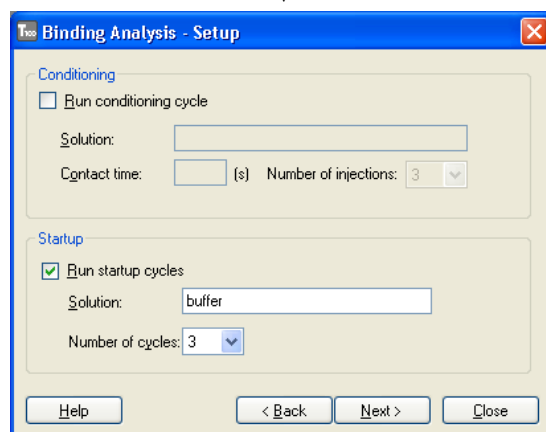 T100 Binding Analysis - Setup
Conditioning
Run conditioning cycle
Solution:
Contact time: (s) Number of injections: 3
Startup
Run startup cycles
Solution: buffer
Number of cycles: 3
Help < Back Next > Close